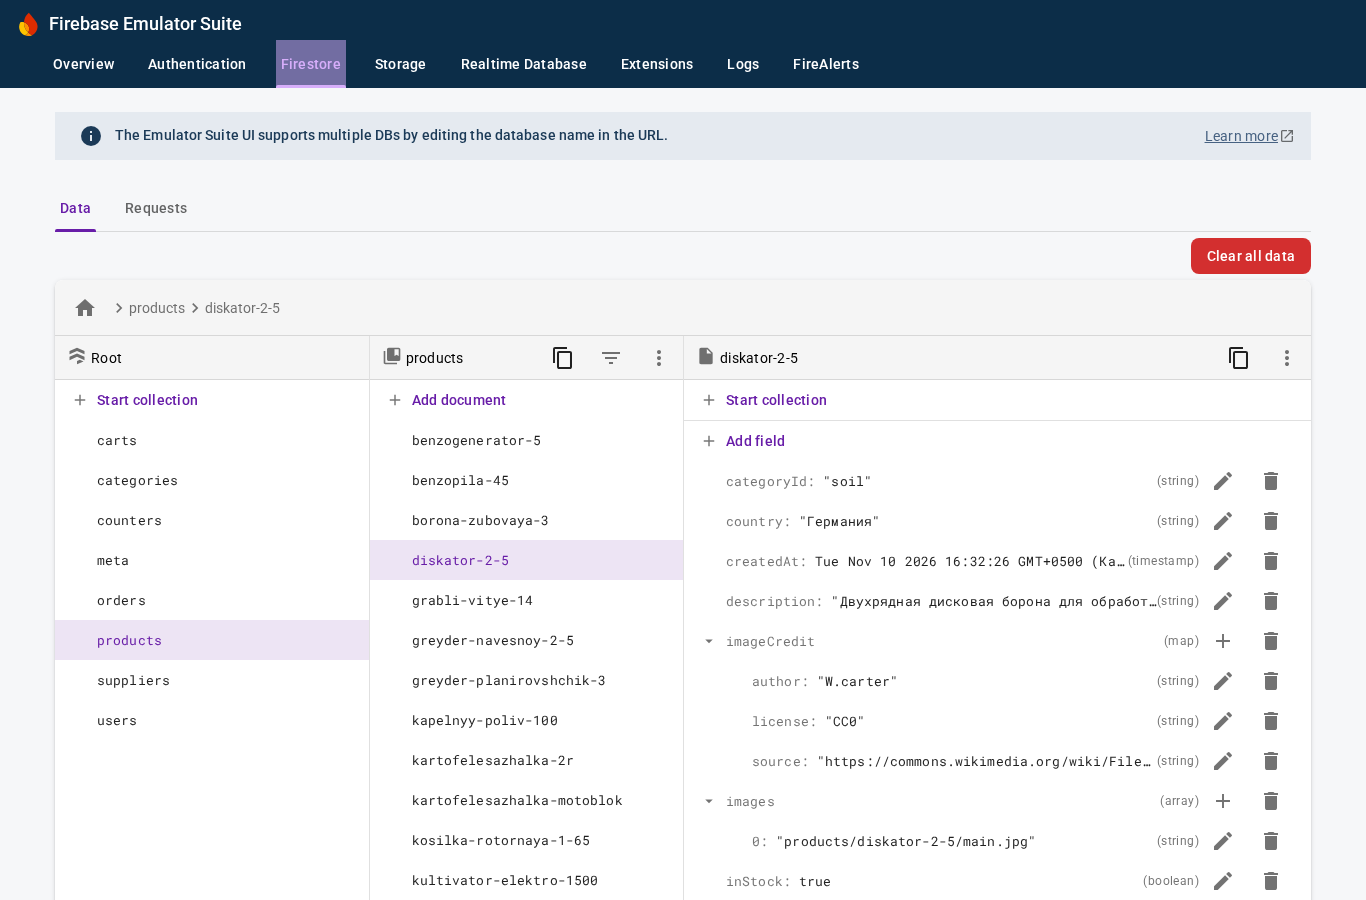 Firebase Emulator Suite
Overview Authentication Firestore Storage Realtime Database Extensions Logs FireAlerts
The Emulator Suite UI supports multiple DBs by editing the database name in the URL. Learn more
Data Requests
Clear all data
products diskator-2-5
Root
Start collection
carts
categories
counters
meta
orders
products
suppliers
users
products
Add document
benzogenerator-5
benzopila-45
borona-zubovaya-3
diskator-2-5
grabli-vitye-14
greyder-navesnoy-2-5
greyder-planirovshchik-3
kapelnyy-poliv-100
kartofelesazhalka-2r
kartofelesazhalka-motoblok
kosilka-rotornaya-1-65
kultivator-elektro-1500
diskator-2-5
Start collection
Add field
categoryId: "soil" (string)
country: "Германия" (string)
createdAt: Tue Nov 10 2026 16:32:26 GMT+0500 (Ка… (timestamp)
description: "Двухрядная дисковая борона для обработ… (string)
imageCredit (map)
author: "W.carter" (string)
license: "CC0" (string)
source: "https://commons.wikimedia.org/wiki/File… (string)
images (array)
0: "products/diskator-2-5/main.jpg" (string)
inStock: true (boolean)